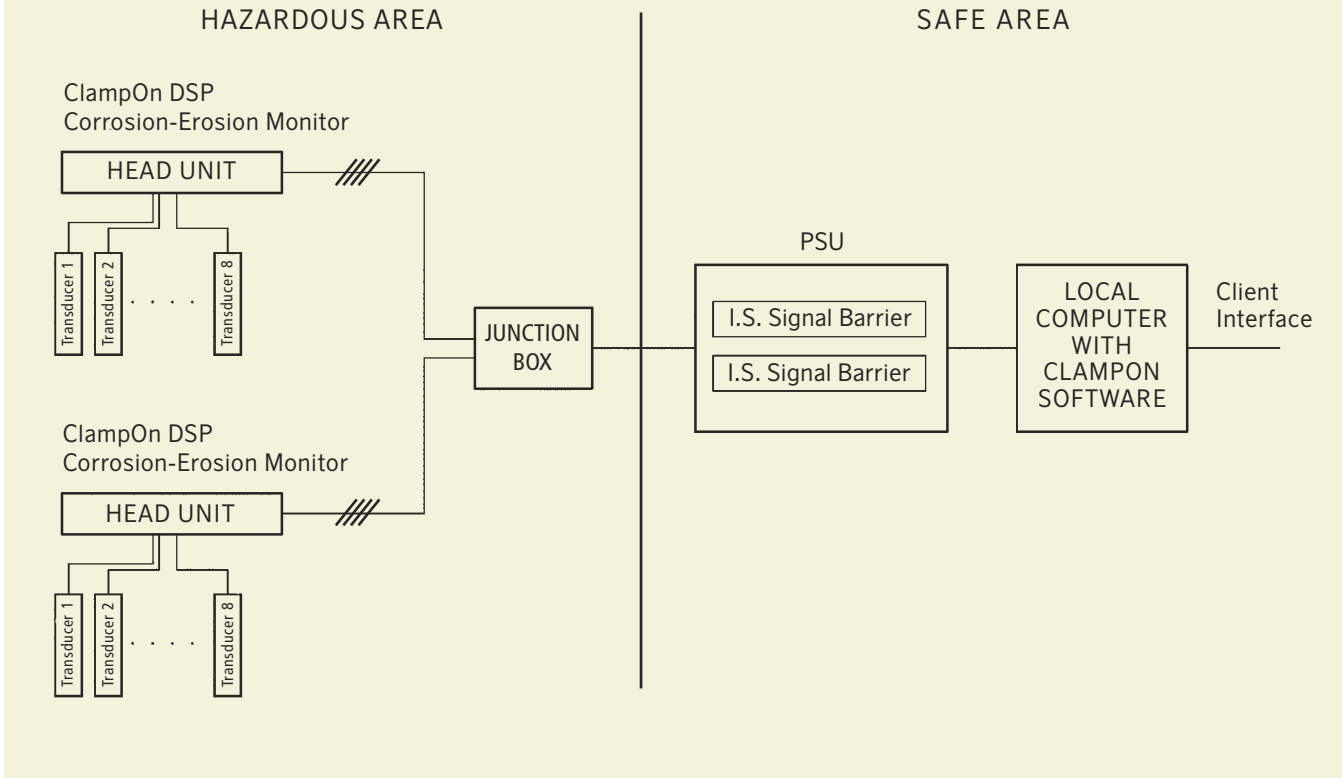 HAZARDOUS AREA
SAFE AREA
ClampOn DSP
Corrosion-Erosion Monitor
HEAD UNIT
Transducer 1
Transducer 2
Transducer 8
JUNCTION
BOX
PSU
I.S. Signal Barrier
I.S. Signal Barrier
LOCAL
COMPUTER
WITH
CLAMPON
SOFTWARE
Client
Interface
ClampOn DSP
Corrosion-Erosion Monitor
HEAD UNIT
Transducer 1
Transducer 2
Transducer 8